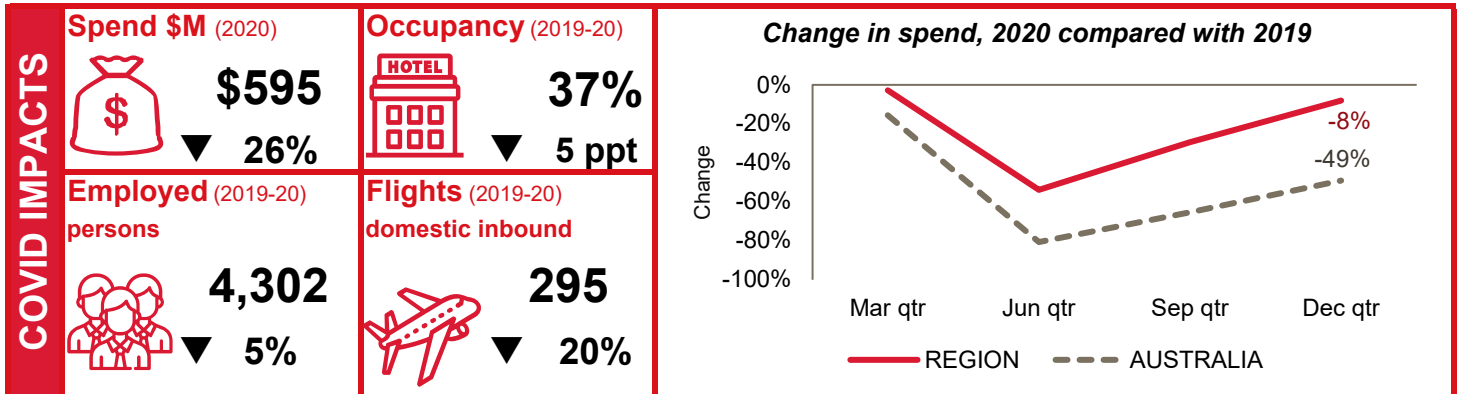 COVID IMPACTS
Spend $M (2020)
$
$595
▼ 26%
Occupancy (2019-20)
HOTEL
37%
▼ 5 ppt
Employed (2019-20)
persons
4,302
▼ 5%
Flights (2019-20)
domestic inbound
295
▼ 20%
Change in spend, 2020 compared with 2019
Change
0%
-20%
-40%
-60%
-80%
-100%
-8%
-49%
Mar qtr Jun qtr Sep qtr Dec qtr
REGION AUSTRALIA